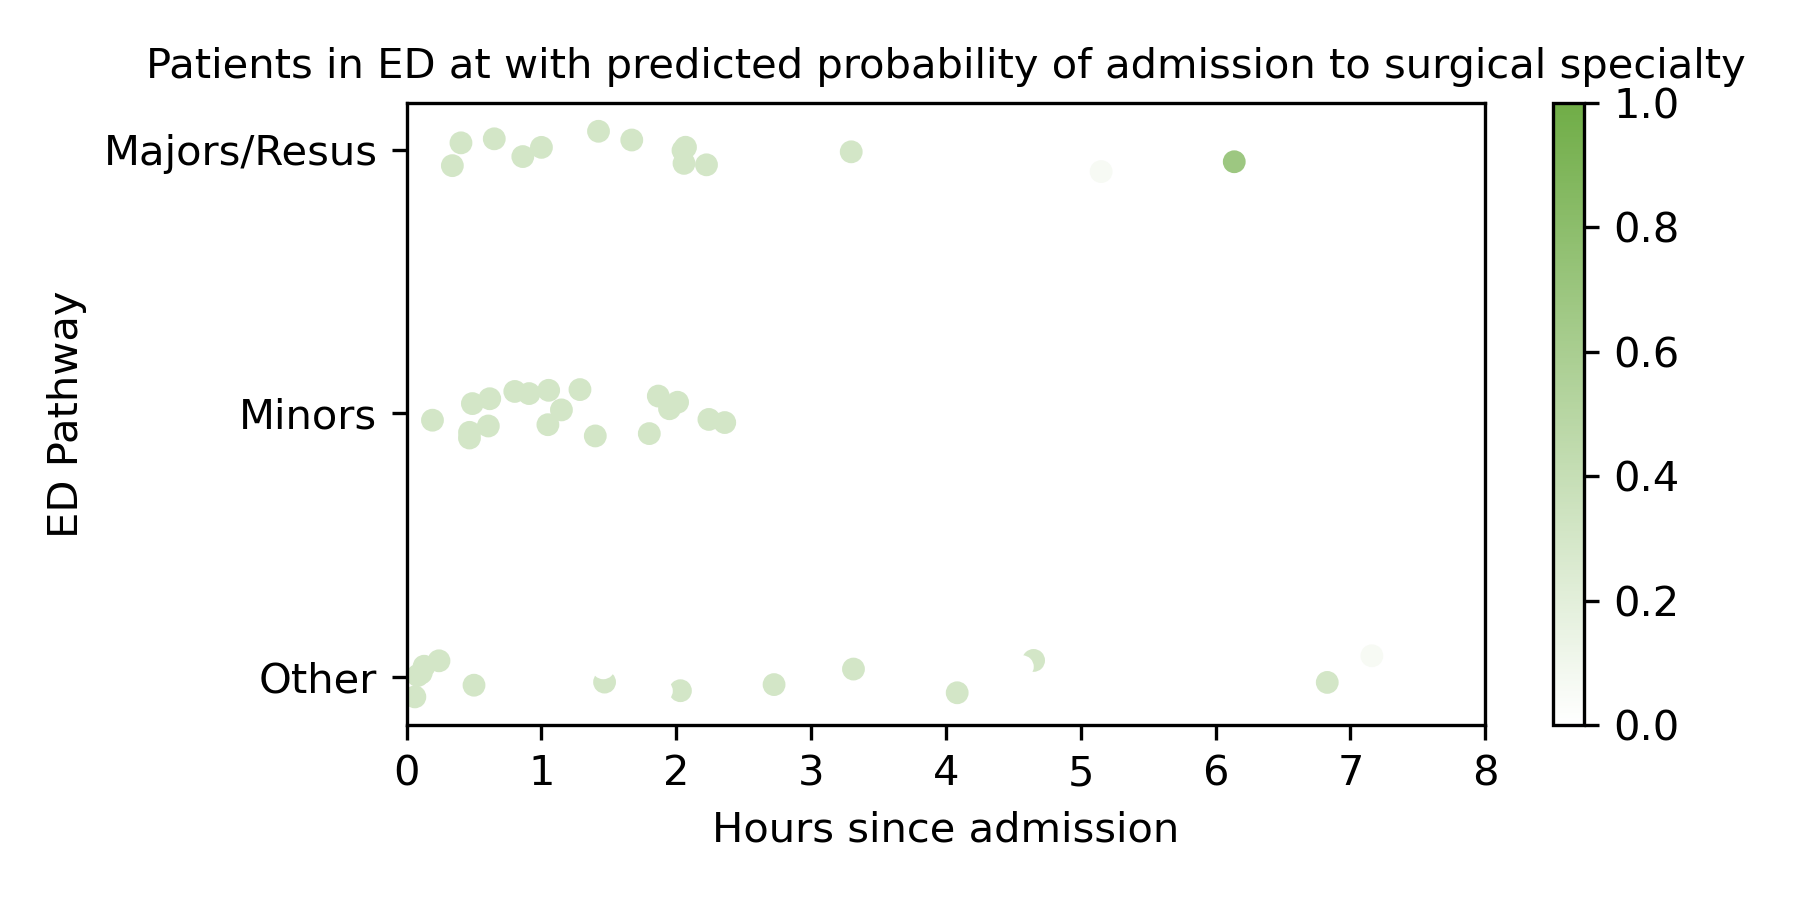 Patients in ED at with predicted probability of admission to surgical specialty
ED Pathway
Majors/Resus
Minors
Other
0 1 2 3 4 5 6 7 8
Hours since admission
1.0
0.8
0.6
0.4
0.2
0.0